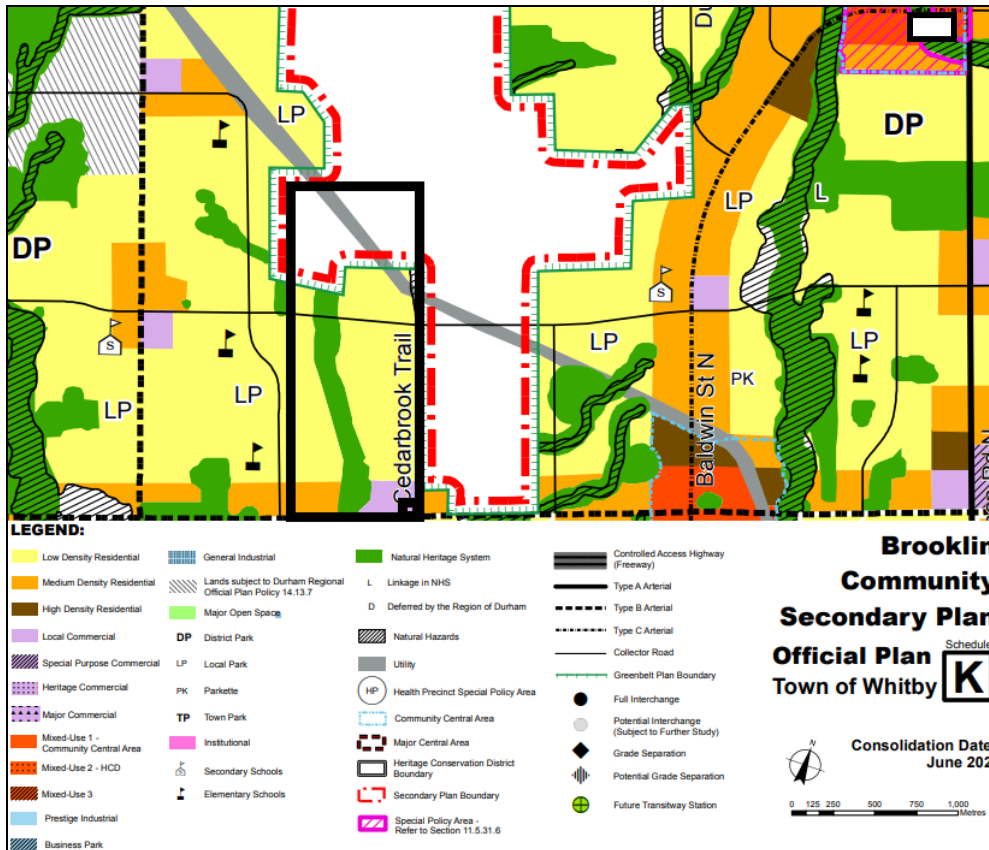 Du
LP
DP
LP
L
DP
S
S
LP
LP
PK
LP
LP
Cedarbrook Trail
Baldwin St N
LEGEND:
Low Density Residential
Medium Density Residential
High Density Residential
Local Commercial
Special Purpose Commercial
Heritage Commercial
Major Commercial
Mixed-Use 1 -
Community Central Area
Mixed-Use 2 - HCD
Mixed-Use 3
Prestige Industrial
Business Park
General Industrial
Lands subject to Durham Regional
Official Plan Policy 14.13.7
Major Open Space
DP District Park
LP Local Park
PK Parkette
TP Town Park
Institutional
S Secondary Schools
Elementary Schools
Natural Heritage System
L Linkage in NHS
D Deferred by the Region of Durham
Natural Hazards
Utility
HP Health Precinct Special Policy Area
Community Central Area
Major Central Area
Heritage Conservation District
Boundary
Secondary Plan Boundary
Special Policy Area -
Refer to Section 11.5.31.6
Controlled Access Highway
(Freeway)
Type A Arterial
Type B Arterial
Type C Arterial
Collector Road
Greenbelt Plan Boundary
Full Interchange
Potential Interchange
(Subject to Further Study)
Grade Separation
Potential Grade Separation
Future Transitway Station
Brooklin
Community
Secondary Plan
Official Plan
Town of Whitby
Schedule
K
N
Consolidation Date
June 202
0 125 250 500 750 1,000
Metres